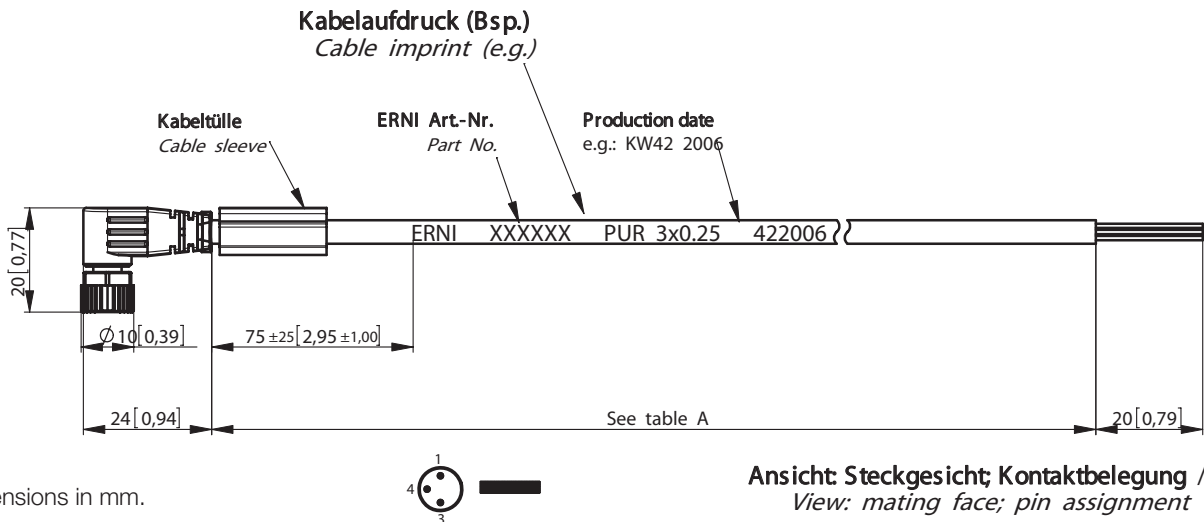 Kabelaufdruck (Bsp.)
Cable imprint (e.g.)
Kabeltülle
Cable sleeve
ERNI Art.-Nr.
Part No.
Production date
e.g.: KW42 2006
ERNI XXXXXX PUR 3x0.25 422006
20[0,77]
Ø10[0,39]
75 ±25[2,95 ±1,00]
24[0,94]
See table A
20[0,79]
1
4
3
Ansicht: Steckgesicht; Kontaktbelegung /
View: mating face; pin assignment
ensions in mm.